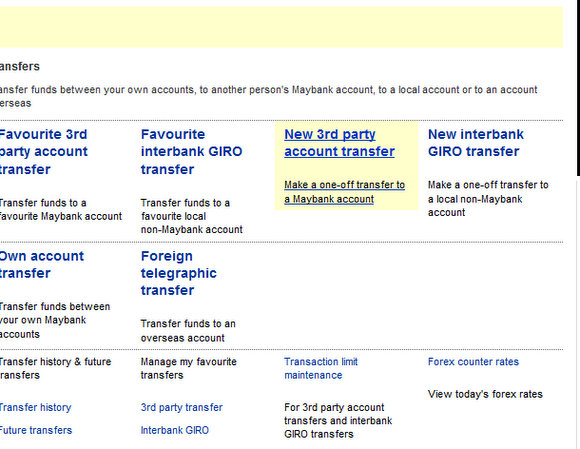 ansfers
ansfer funds between your own accounts, to another person's Maybank account, to a local account or to an account
erseas
Favourite 3rd
party account
transfer
Transfer funds to a
favourite Maybank account
Favourite
interbank GIRO
transfer
Transfer funds to a
favourite local
non-Maybank account
New 3rd party
account transfer
Make a one-off transfer to
a Maybank account
New interbank
GIRO transfer
Make a one-off transfer to
a local non-Maybank
account
Own account
transfer
Transfer funds between
your own Maybank
accounts
Foreign
telegraphic
transfer
Transfer funds to an
overseas account
Transfer history & future
transfers
Transfer history
Future transfers
Manage my favourite
transfers
3rd party transfer
Interbank GIRO
Transaction limit
maintenance
For 3rd party account
transfers and interbank
GIRO transfers
Forex counter rates
View today's forex rates